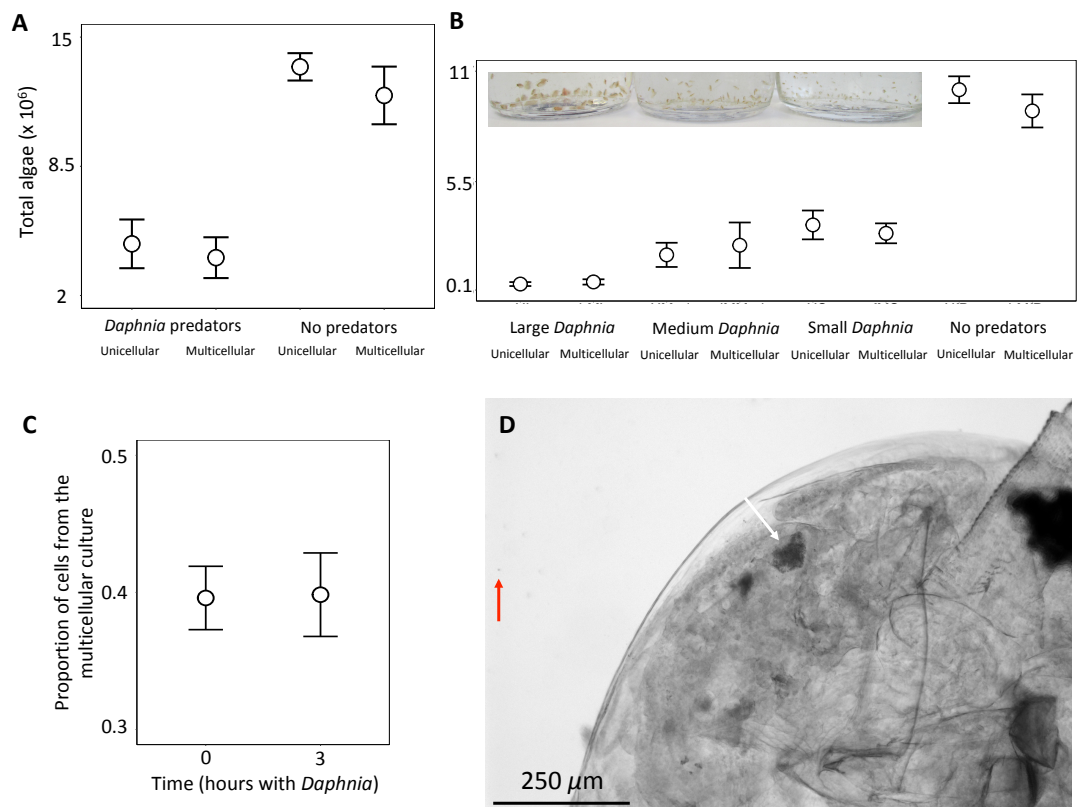 A
Total algae (x 10⁶)
15
8.5
2
Daphnia predators
No predators
Unicellular
Multicellular
Unicellular
Multicellular
B
11
5.5
0.1
Large Daphnia
Medium Daphnia
Small Daphnia
No predators
Unicellular
Multicellular
Unicellular
Multicellular
Unicellular
Multicellular
Unicellular
Multicellular
C
Proportion of cells from the
multicellular culture
0.5
0.4
0.3
0
3
Time (hours with Daphnia)
D
250 µm